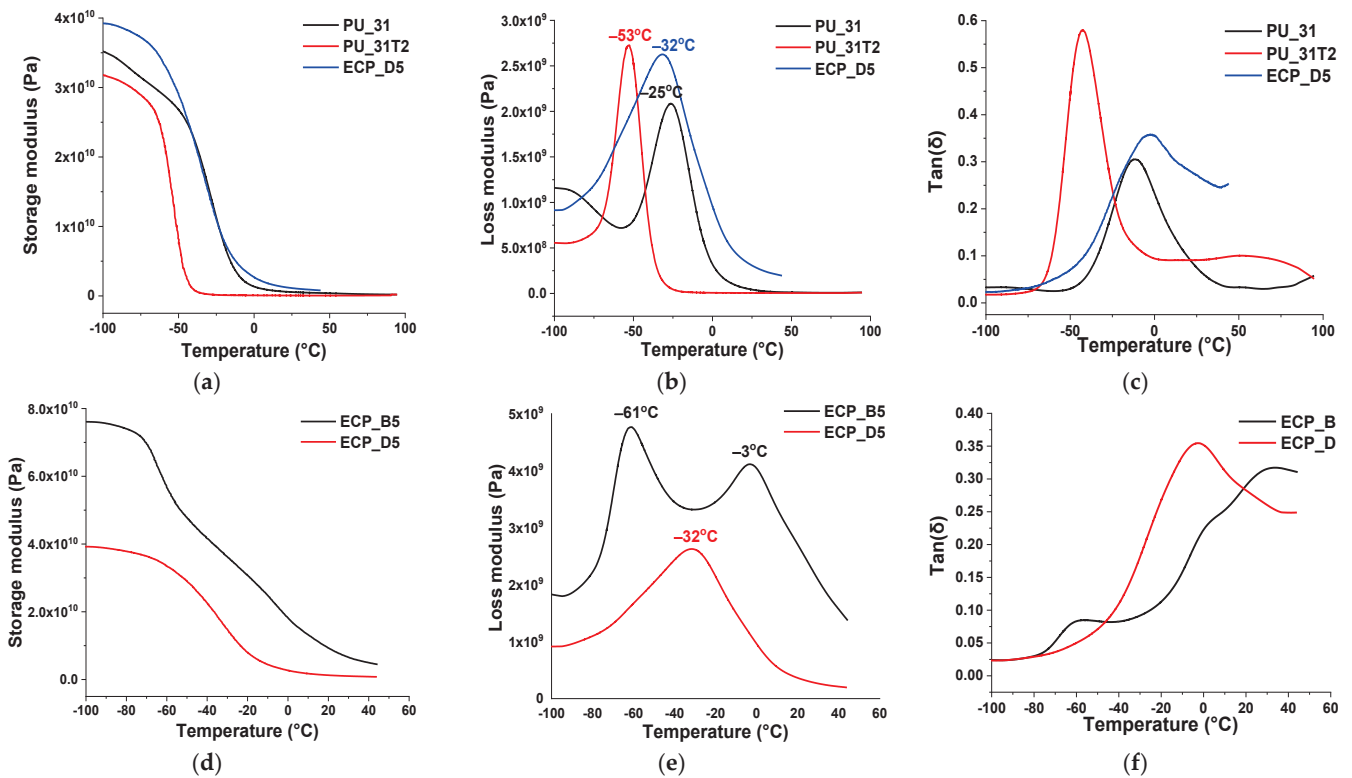 4x10¹⁰
3x10¹⁰
2x10¹⁰
1x10¹⁰
0
Storage modulus (Pa)
-100 -50 0 50 100
Temperature (°C)
PU_31
PU_31T2
ECP_D5
(a)
3.0x10⁹
2.5x10⁹
2.0x10⁹
1.5x10⁹
1.0x10⁹
5.0x10⁸
0.0
Loss modulus (Pa)
-100 -50 0 50 100
Temperature (°C)
–53°C
–32°C
–25°C
PU_31
PU_31T2
ECP_D5
(b)
0.6
0.5
0.4
0.3
0.2
0.1
0.0
Tan(δ)
-100 -50 0 50 100
Temperature (°C)
PU_31
PU_31T2
ECP_D5
(c)
8.0x10¹⁰
6.0x10¹⁰
4.0x10¹⁰
2.0x10¹⁰
0.0
Storage modulus (Pa)
-100 -80 -60 -40 -20 0 20 40 60
Temperature (°C)
ECP_B5
ECP_D5
(d)
5x10⁹
4x10⁹
3x10⁹
2x10⁹
1x10⁹
0
Loss modulus (Pa)
-100 -80 -60 -40 -20 0 20 40 60
Temperature (°C)
–61°C
–3°C
–32°C
ECP_B5
ECP_D5
(e)
0.40
0.35
0.30
0.25
0.20
0.15
0.10
0.05
0.00
Tan(δ)
-100 -80 -60 -40 -20 0 20 40 60
Temperature (°C)
ECP_B
ECP_D
(f)